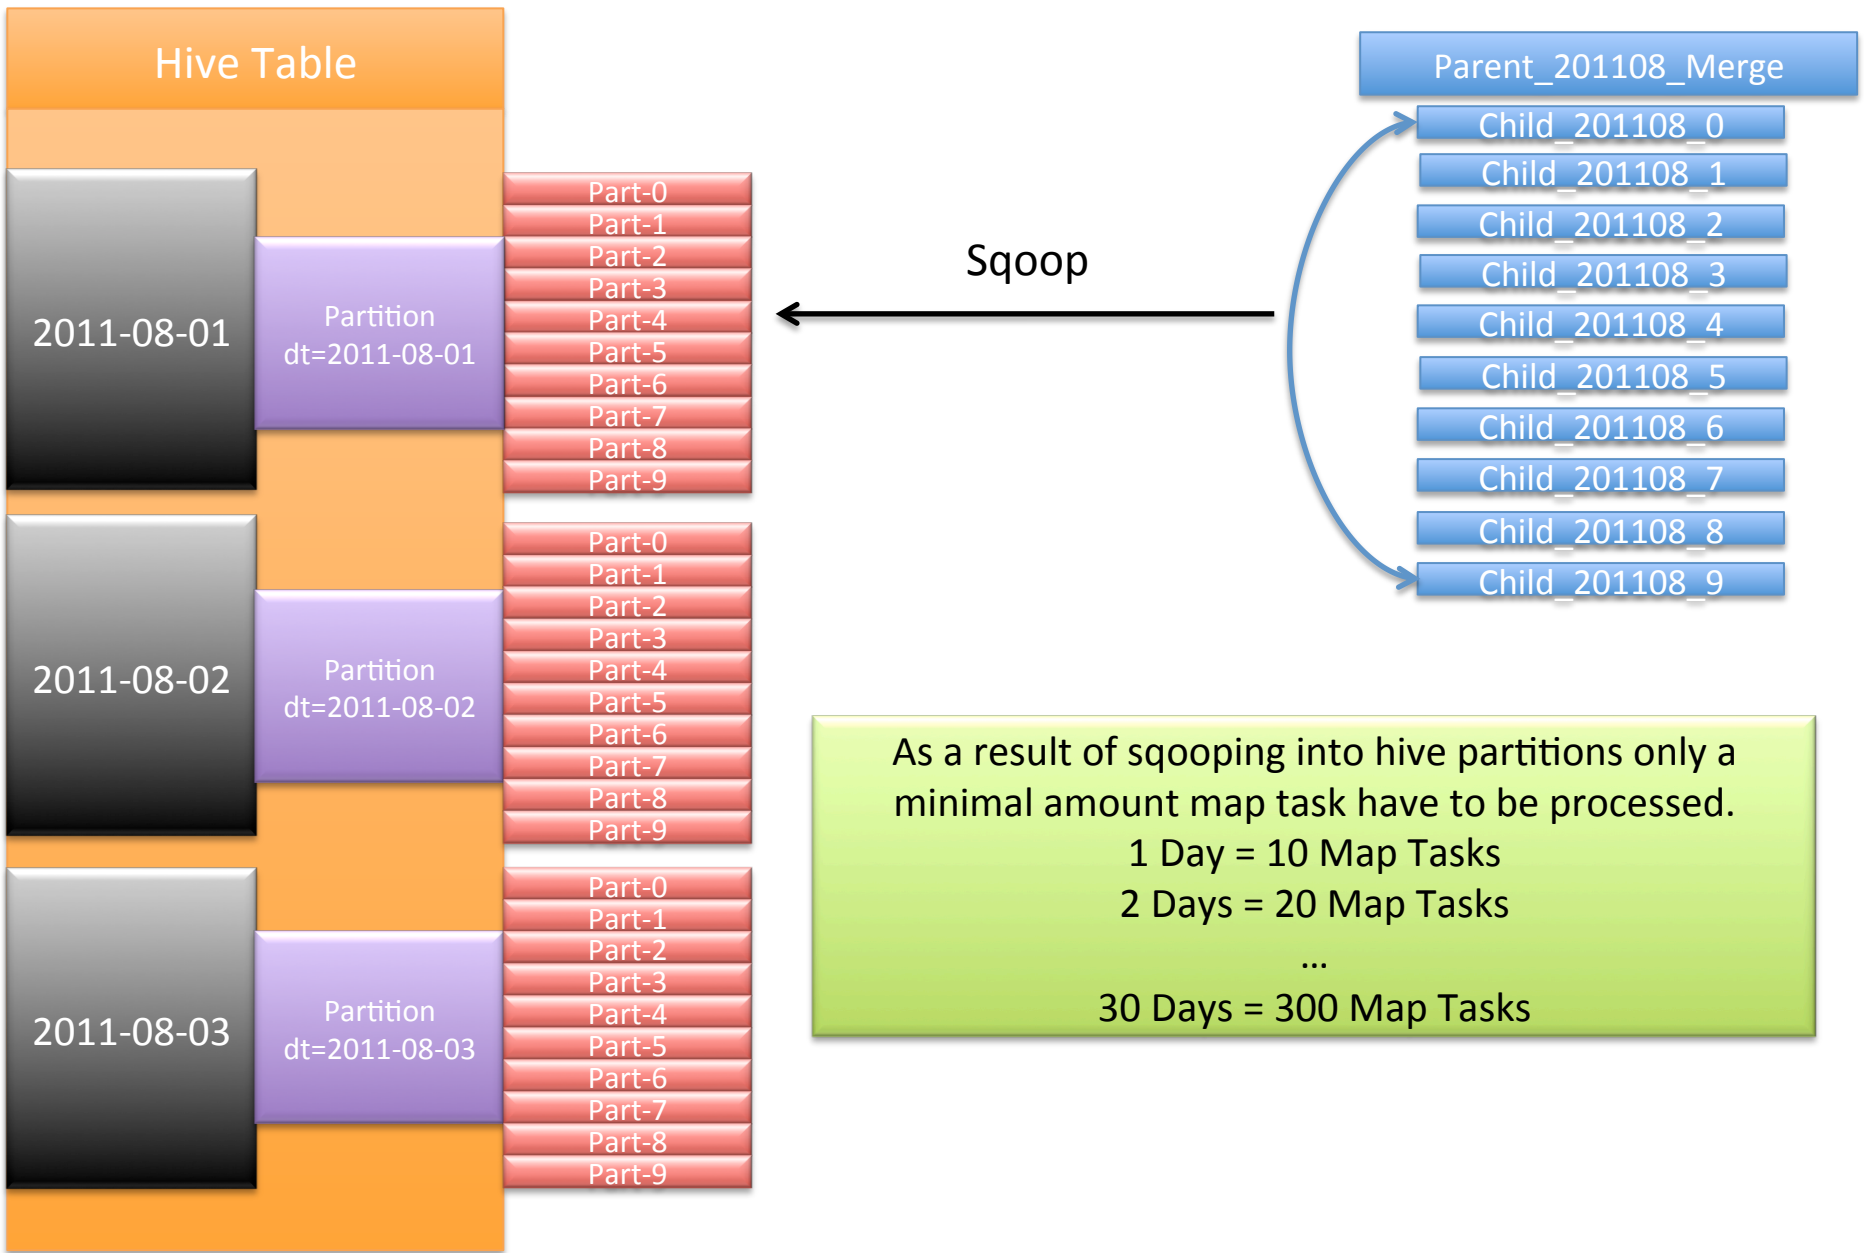 Hive Table
2011-08-01
Partition
dt=2011-08-01
Part-0
Part-1
Part-2
Part-3
Part-4
Part-5
Part-6
Part-7
Part-8
Part-9
2011-08-02
Partition
dt=2011-08-02
Part-0
Part-1
Part-2
Part-3
Part-4
Part-5
Part-6
Part-7
Part-8
Part-9
2011-08-03
Partition
dt=2011-08-03
Part-0
Part-1
Part-2
Part-3
Part-4
Part-5
Part-6
Part-7
Part-8
Part-9
Sqoop
Parent_201108_Merge
Child_201108_0
Child_201108_1
Child_201108_2
Child_201108_3
Child_201108_4
Child_201108_5
Child_201108_6
Child_201108_7
Child_201108_8
Child_201108_9
As a result of sqooping into hive partitions only a
minimal amount map task have to be processed.
1 Day = 10 Map Tasks
2 Days = 20 Map Tasks
...
30 Days = 300 Map Tasks